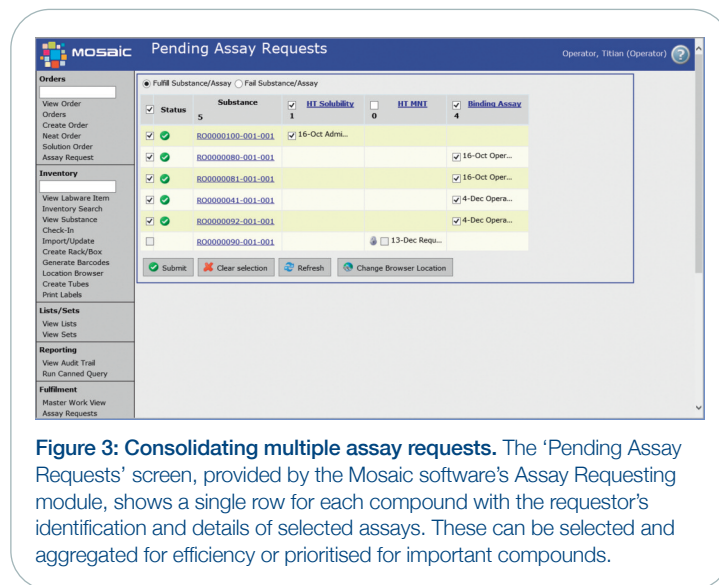 mosaic
Pending Assay Requests
Operator, Titian (Operator) ?
Orders
View Order
Orders
Create Order
Neat Order
Solution Order
Assay Request
Inventory
View Labware Item
Inventory Search
View Substance
Check-In
Import/Update
Create Rack/Box
Generate Barcodes
Location Browser
Create Tubes
Print Labels
Lists/Sets
View Lists
View Sets
Reporting
View Audit Trail
Run Canned Query
Fulfilment
Master Work View
Assay Requests
Fulfill Substance/Assay Fail Substance/Assay
Status Substance HT Solubility HT MNT Binding Assay
5 1 0 4
RO0000100-001-001 16-Oct Admi...
RO0000080-001-001 16-Oct Oper...
RO0000081-001-001 16-Oct Oper...
RO0000041-001-001 4-Dec Opera...
RO0000092-001-001 4-Dec Opera...
RO0000090-001-001 13-Dec Requ...
Submit Clear selection Refresh Change Browser Location
Figure 3: Consolidating multiple assay requests. The ‘Pending Assay
Requests’ screen, provided by the Mosaic software’s Assay Requesting
module, shows a single row for each compound with the requestor’s
identification and details of selected assays. These can be selected and
aggregated for efficiency or prioritised for important compounds.